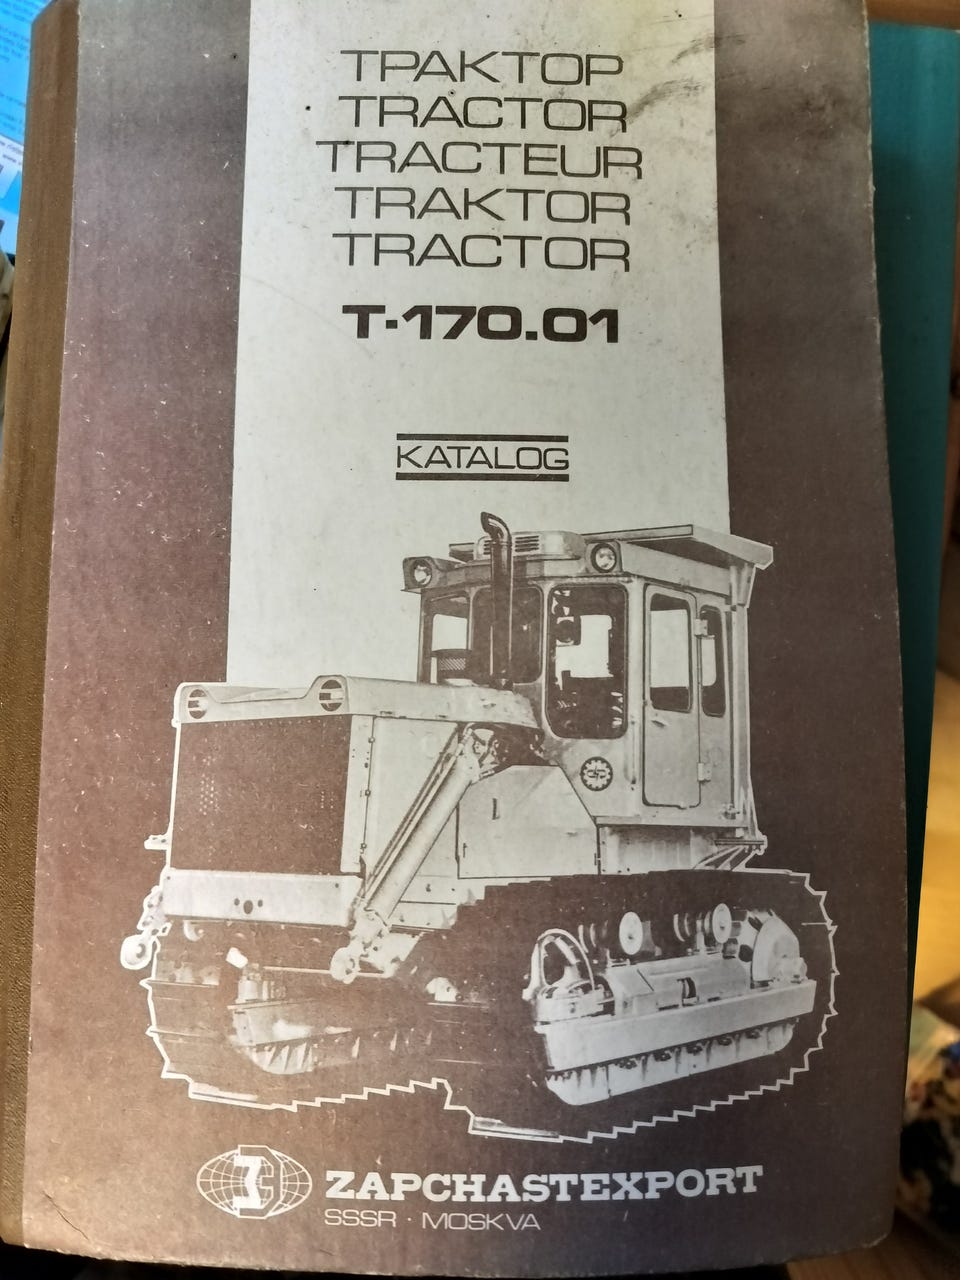 ТРАКТОР
TRACTOR
TRACTEUR
TRAKTOR
TRACTOR
T-170.01
KATALOG
ZAPCHASTEXPORT
SSSR · MOSKVA